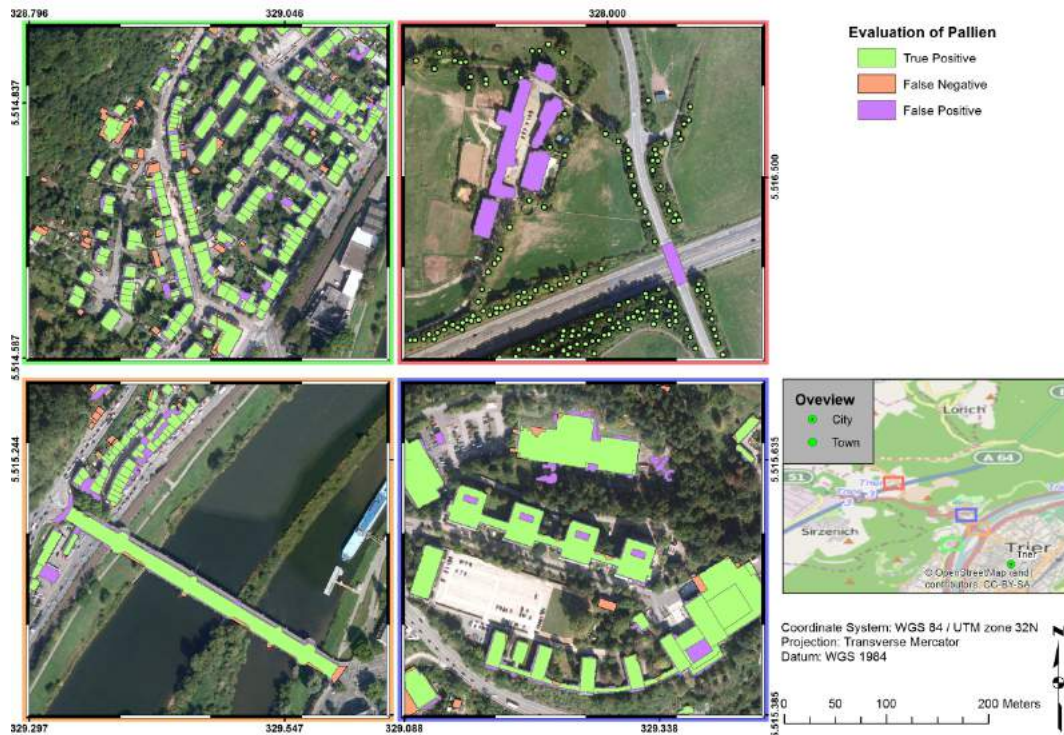 328.796
329.046
328.000
Evaluation of Pallien
True Positive
False Negative
False Positive
5.514.837
5.514.587
5.516.500
5.515.244
5.515.635
5.515.385
Oveview
City
Town
Lorich
A 64
51
Trier
Sirzenich
Trier
Trier
© OpenStreetMap (and)
contributors, CC-BY-SA
Coordinate System: WGS 84 / UTM zone 32N
Projection: Transverse Mercator
Datum: WGS 1984
0 50 100 200 Meters
329.297
329.547
329.088
329.338